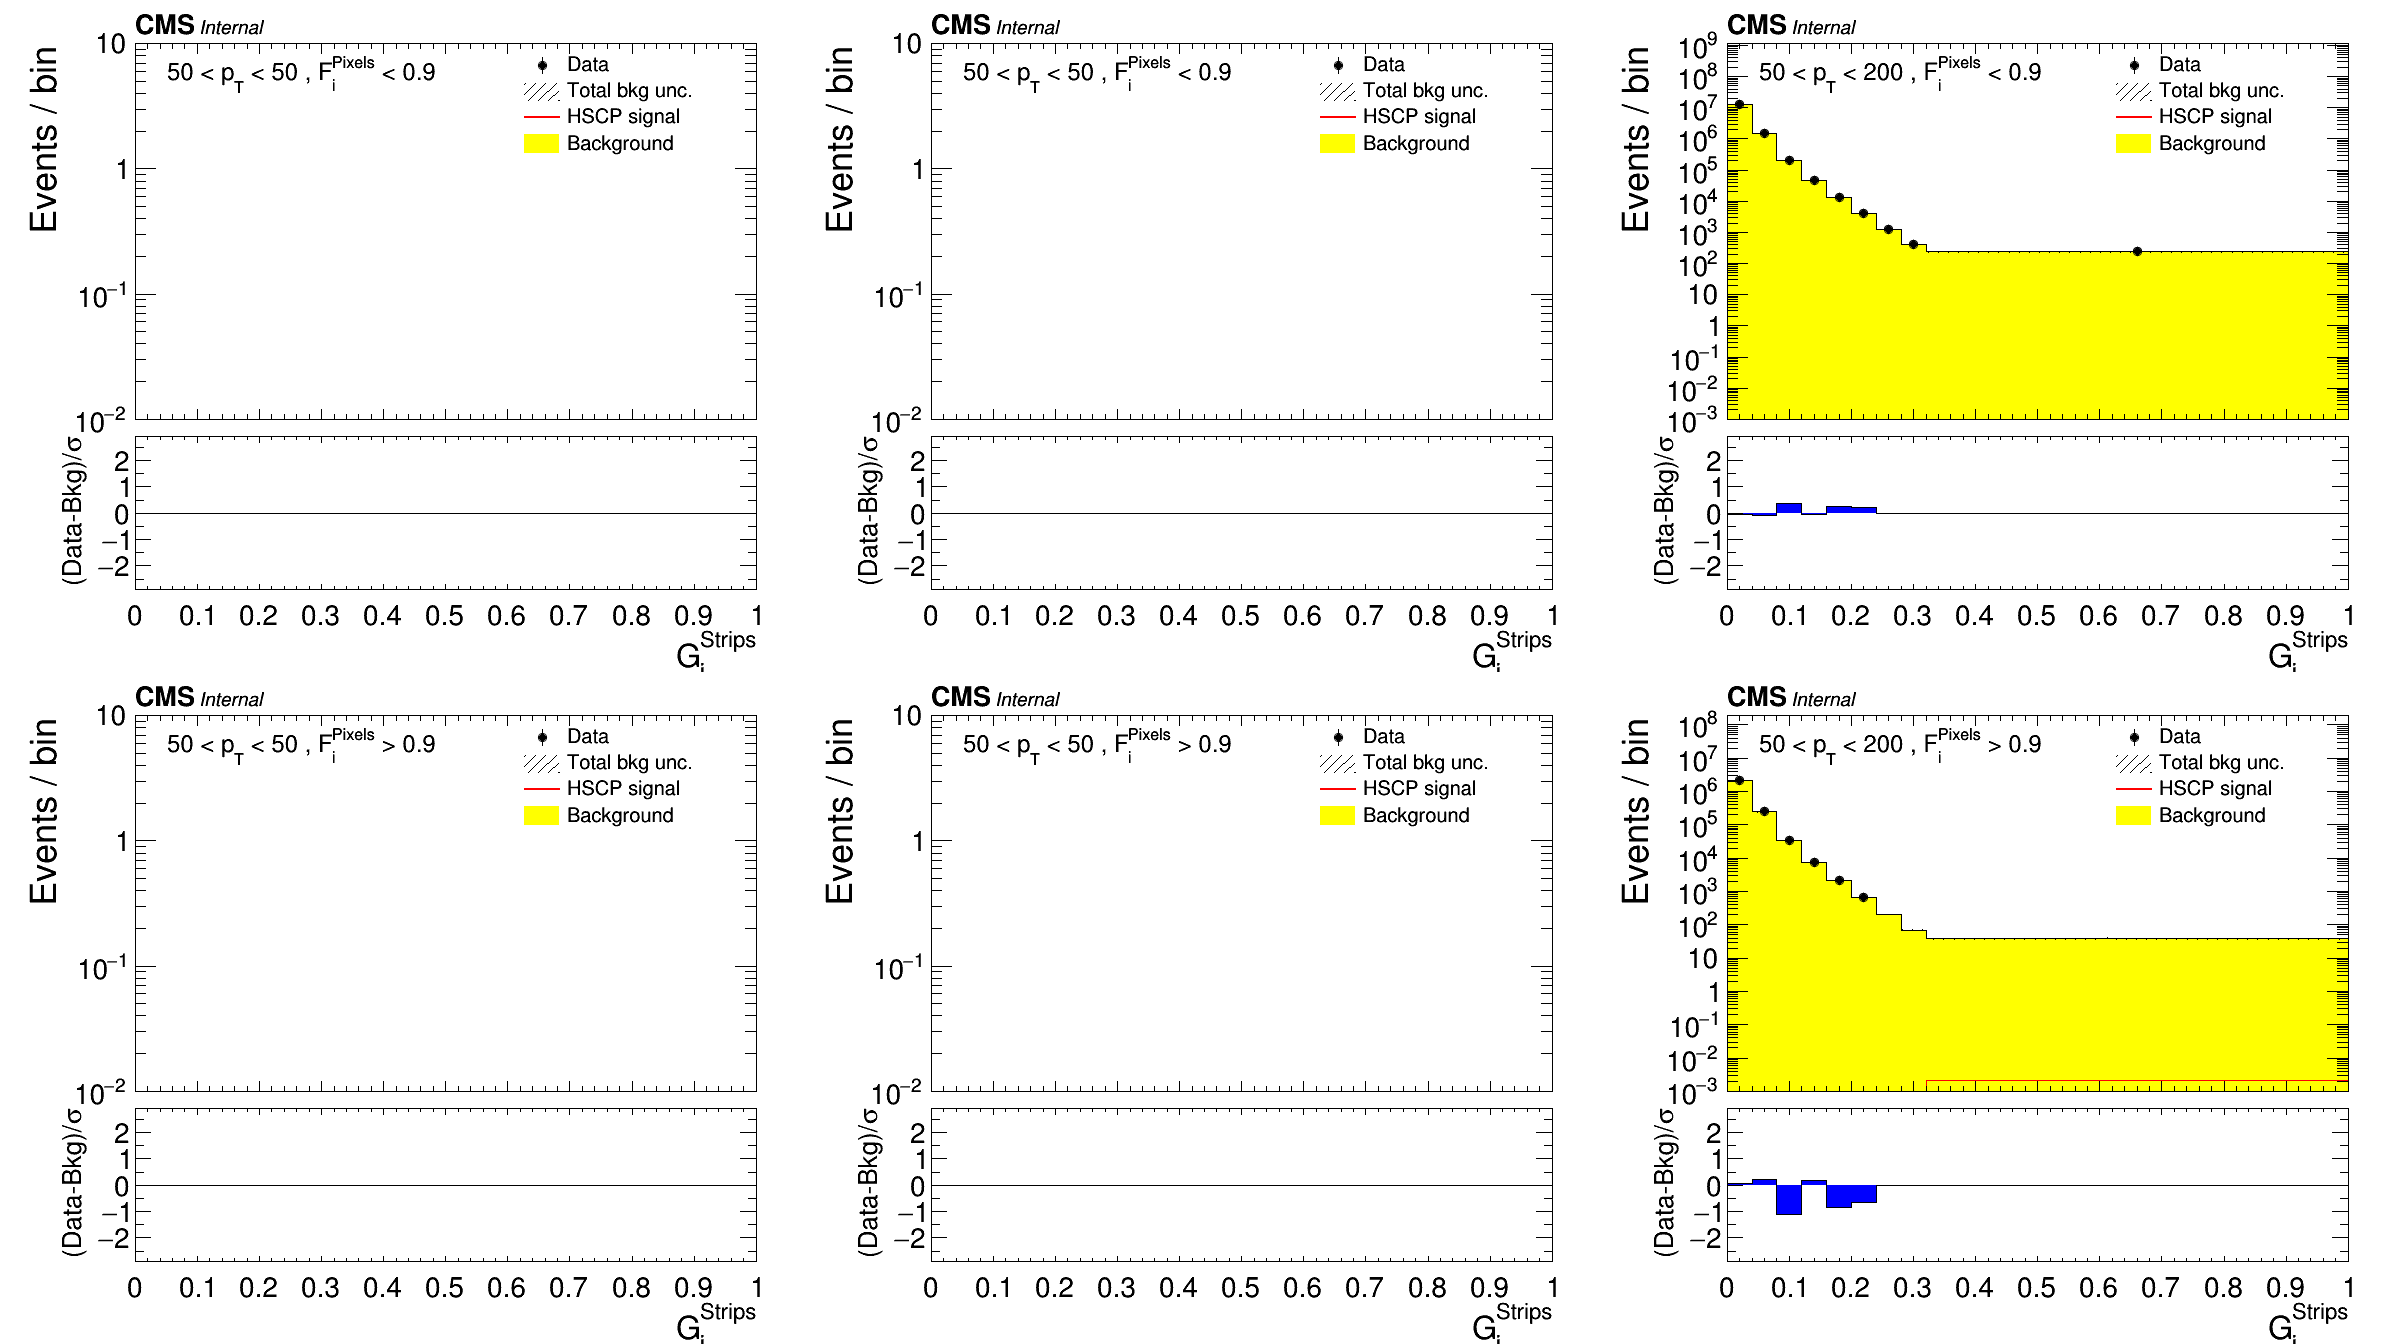 CMS Internal
50 < p_T < 50 , F_i^Pixels < 0.9
Data
Total bkg unc.
HSCP signal
Background
Events / bin
10
1
10^−1
10^−2
(Data-Bkg)/σ
2
1
0
−1
−2
0 0.1 0.2 0.3 0.4 0.5 0.6 0.7 0.8 0.9 1
G_i^Strips
CMS Internal
50 < p_T < 50 , F_i^Pixels < 0.9
Data
Total bkg unc.
HSCP signal
Background
Events / bin
10
1
10^−1
10^−2
(Data-Bkg)/σ
2
1
0
−1
−2
0 0.1 0.2 0.3 0.4 0.5 0.6 0.7 0.8 0.9 1
G_i^Strips
CMS Internal
50 < p_T < 200 , F_i^Pixels < 0.9
Data
Total bkg unc.
HSCP signal
Background
Events / bin
10^9
10^8
10^7
10^6
10^5
10^4
10^3
10^2
10
1
10^−1
10^−2
10^−3
(Data-Bkg)/σ
2
1
0
−1
−2
0 0.1 0.2 0.3 0.4 0.5 0.6 0.7 0.8 0.9 1
G_i^Strips
CMS Internal
50 < p_T < 50 , F_i^Pixels > 0.9
Data
Total bkg unc.
HSCP signal
Background
Events / bin
10
1
10^−1
10^−2
(Data-Bkg)/σ
2
1
0
−1
−2
0 0.1 0.2 0.3 0.4 0.5 0.6 0.7 0.8 0.9 1
G_i^Strips
CMS Internal
50 < p_T < 50 , F_i^Pixels > 0.9
Data
Total bkg unc.
HSCP signal
Background
Events / bin
10
1
10^−1
10^−2
(Data-Bkg)/σ
2
1
0
−1
−2
0 0.1 0.2 0.3 0.4 0.5 0.6 0.7 0.8 0.9 1
G_i^Strips
CMS Internal
50 < p_T < 200 , F_i^Pixels > 0.9
Data
Total bkg unc.
HSCP signal
Background
Events / bin
10^8
10^7
10^6
10^5
10^4
10^3
10^2
10
1
10^−1
10^−2
10^−3
(Data-Bkg)/σ
2
1
0
−1
−2
0 0.1 0.2 0.3 0.4 0.5 0.6 0.7 0.8 0.9 1
G_i^Strips